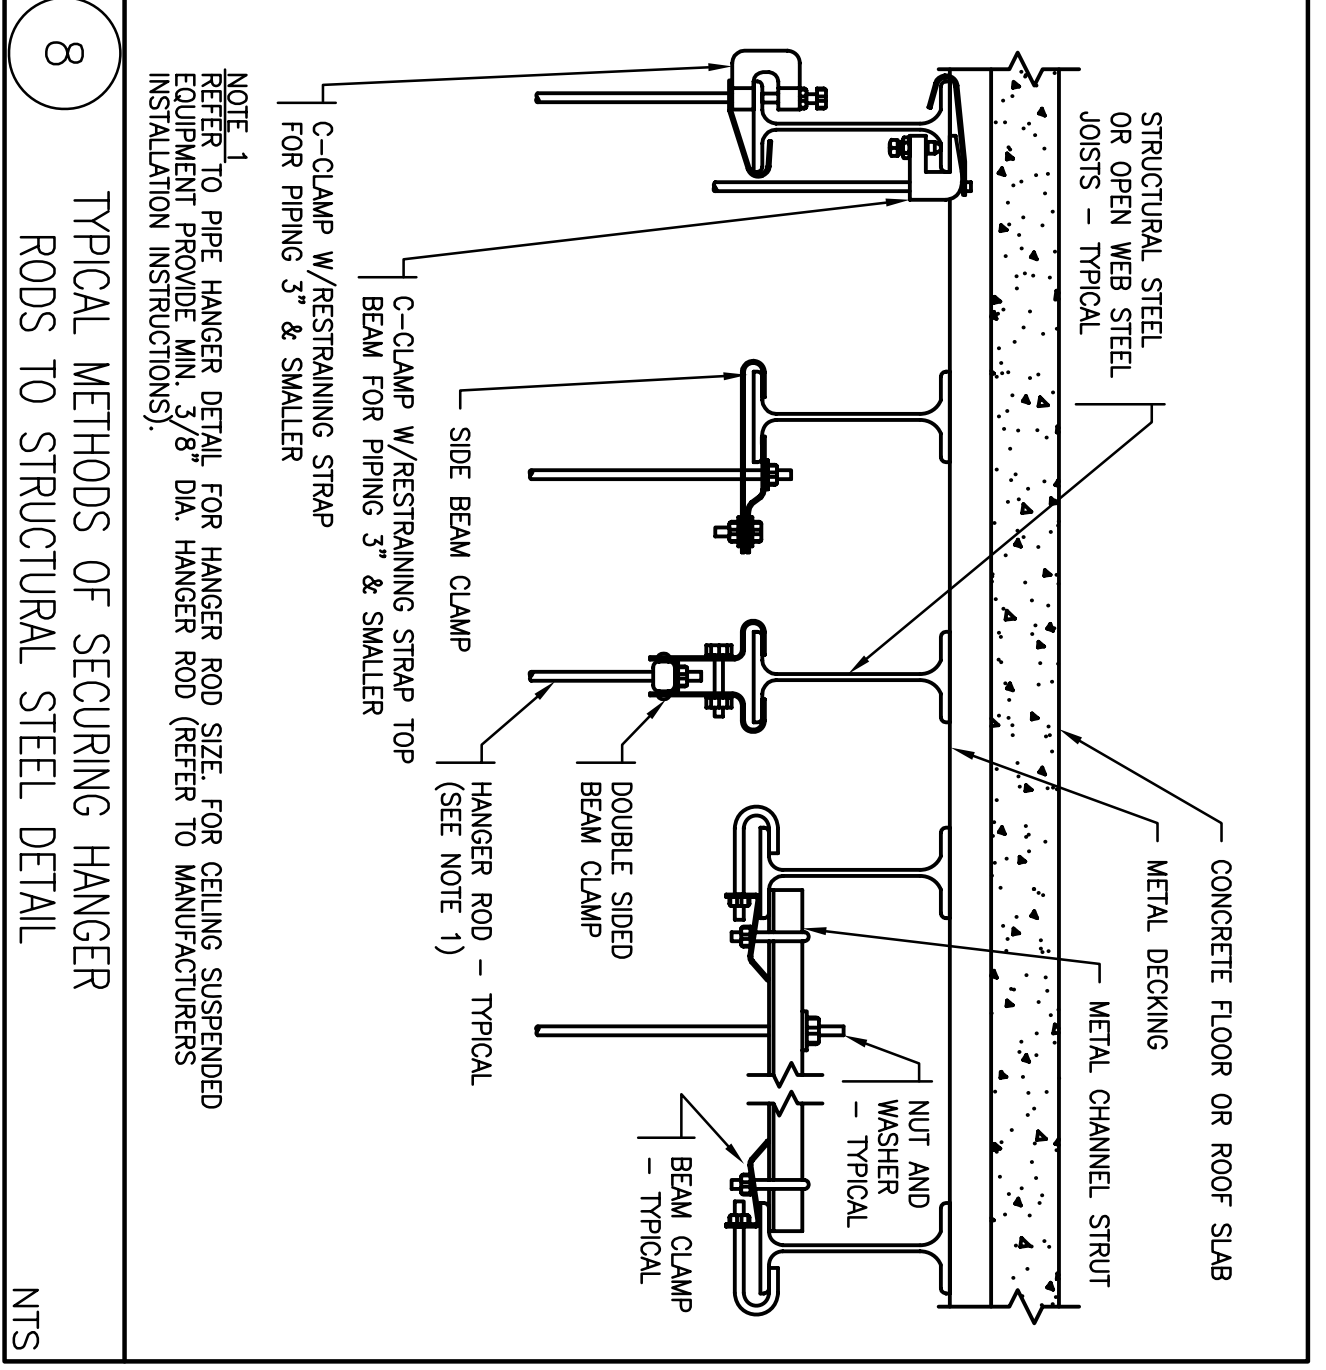 CONCRETE FLOOR OR ROOF SLAB
METAL DECKING
METAL CHANNEL STRUT
STRUCTURAL STEEL
OR OPEN WEB STEEL
JOISTS - TYPICAL
NUT AND
WASHER
- TYPICAL
BEAM CLAMP
- TYPICAL
DOUBLE SIDED
BEAM CLAMP
HANGER ROD - TYPICAL
(SEE NOTE 1)
SIDE BEAM CLAMP
C-CLAMP W/RESTRAINING STRAP TOP
BEAM FOR PIPING 3" & SMALLER
C-CLAMP W/RESTRAINING STRAP
FOR PIPING 3" & SMALLER
NOTE 1
REFER TO PIPE HANGER DETAIL FOR HANGER ROD SIZE. FOR CEILING SUSPENDED
EQUIPMENT PROVIDE MIN. 3/8" DIA. HANGER ROD (REFER TO MANUFACTURERS
INSTALLATION INSTRUCTIONS).
8
TYPICAL METHODS OF SECURING HANGER
RODS TO STRUCTURAL STEEL DETAIL
NTS